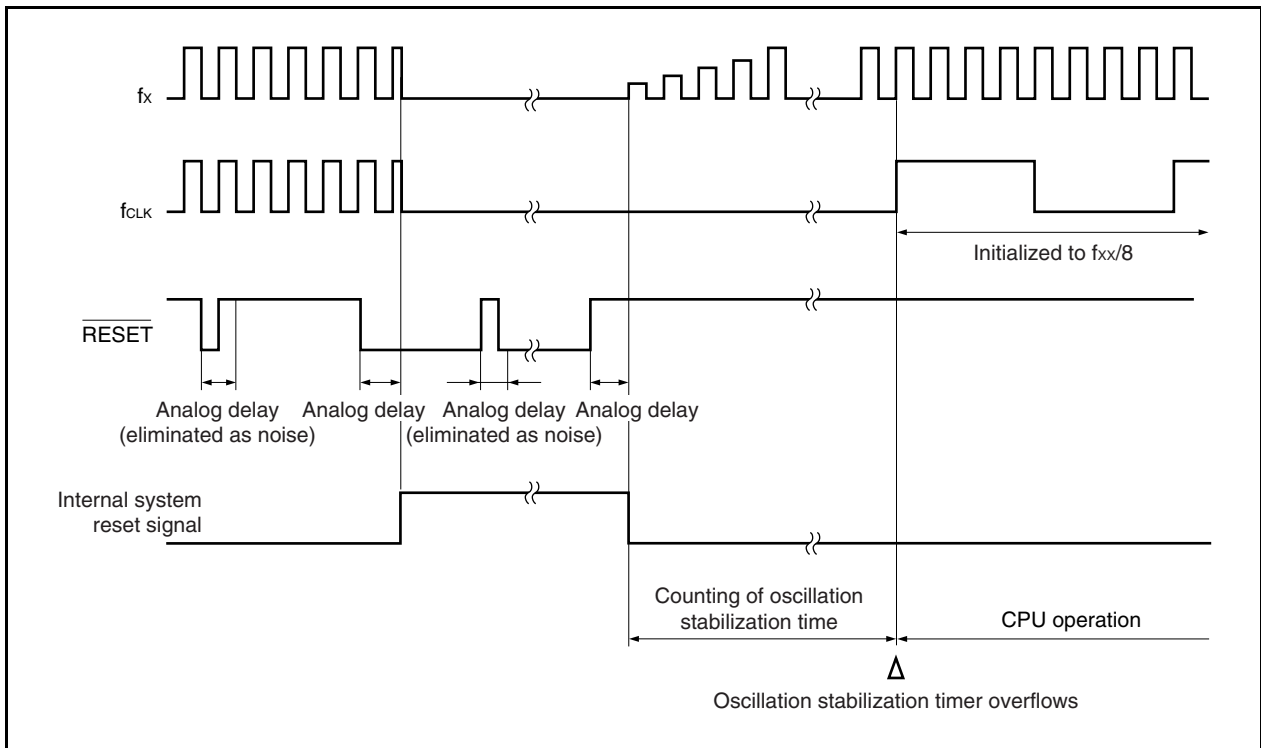 fX
fCLK
Initialized to fXX/8
RESET
Analog delay
(eliminated as noise)
Analog delay
Analog delay
(eliminated as noise)
Analog delay
Internal system
reset signal
Counting of oscillation
stabilization time
CPU operation
Oscillation stabilization timer overflows